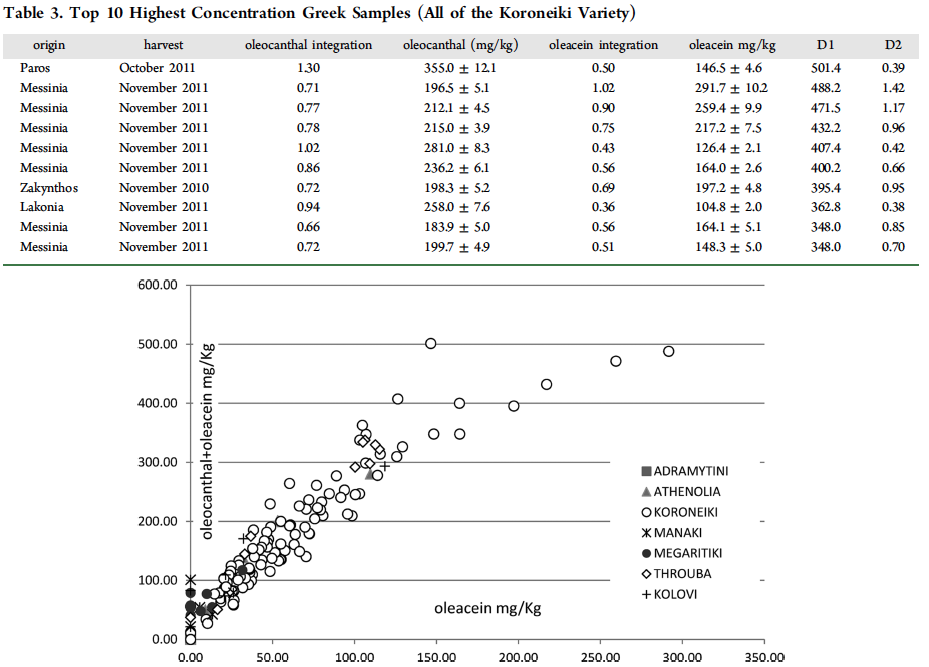 Table 3. Top 10 Highest Concentration Greek Samples (All of the Koroneiki Variety)
origin harvest oleocanthal integration oleocanthal (mg/kg) oleacein integration oleacein mg/kg D1 D2
Paros October 2011 1.30 355.0 ± 12.1 0.50 146.5 ± 4.6 501.4 0.39
Messinia November 2011 0.71 196.5 ± 5.1 1.02 291.7 ± 10.2 488.2 1.42
Messinia November 2011 0.77 212.1 ± 4.5 0.90 259.4 ± 9.9 471.5 1.17
Messinia November 2011 0.78 215.0 ± 3.9 0.75 217.2 ± 7.5 432.2 0.96
Messinia November 2011 1.02 281.0 ± 8.3 0.43 126.4 ± 2.1 407.4 0.42
Messinia November 2011 0.86 236.2 ± 6.1 0.56 164.0 ± 2.6 400.2 0.66
Zakynthos November 2010 0.72 198.3 ± 5.2 0.69 197.2 ± 4.8 395.4 0.95
Lakonia November 2011 0.94 258.0 ± 7.6 0.36 104.8 ± 2.0 362.8 0.38
Messinia November 2011 0.66 183.9 ± 5.0 0.56 164.1 ± 5.1 348.0 0.85
Messinia November 2011 0.72 199.7 ± 4.9 0.51 148.3 ± 5.0 348.0 0.70
600.00
500.00
400.00
300.00
200.00
100.00
0.00
oleocanthal+oleacein mg/Kg
ADRAMYTINI
ATHENOLIA
KORONEIKI
MANAKI
MEGARITIKI
THROUBA
KOLOVI
oleacein mg/Kg
0.00 50.00 100.00 150.00 200.00 250.00 300.00 350.00